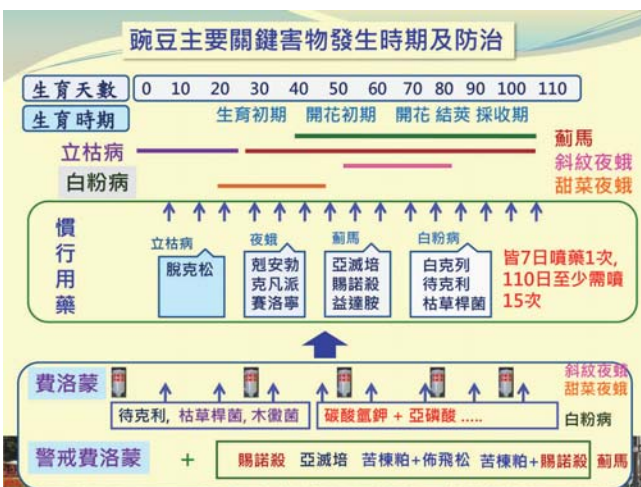 豌豆主要關鍵害物發生時期及防治
生育天數 0 10 20 30 40 50 60 70 80 90 100 110
生育時期 生育初期 開花初期 開花 結莢 採收期
立枯病
薊馬
斜紋夜蛾
白粉病
甜菜夜蛾
慣行用藥
立枯病
脫克松
夜蛾
剋安勃
克凡派
賽洛寧
薊馬
亞滅培
賜諾殺
益達胺
白粉病
白克列
待克利
枯草桿菌
皆7日噴藥1次,
110日至少需噴
15次
費洛蒙
斜紋夜蛾
甜菜夜蛾
待克利, 枯草桿菌, 木黴菌
碳酸氫鉀 + 亞磷酸 .....
白粉病
警戒費洛蒙 + 賜諾殺 亞滅培 苦楝粕+佈飛松 苦楝粕+賜諾殺 薊馬